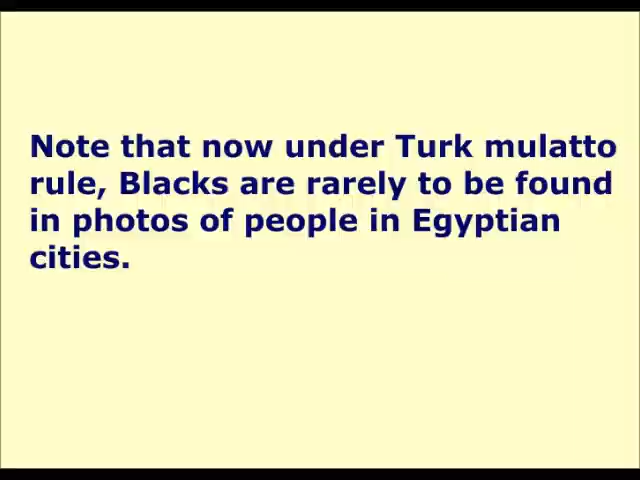 Note that now under Turk mulatto
rule, Blacks are rarely to be found
in photos of people in Egyptian
cities.